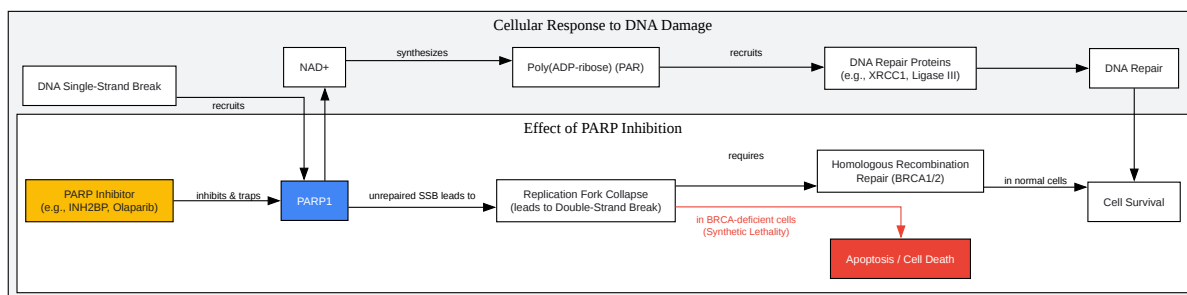 Cellular Response to DNA Damage
DNA Single-Strand Break
recruits
NAD+
synthesizes
Poly(ADP-ribose) (PAR)
recruits
DNA Repair Proteins
(e.g., XRCC1, Ligase III)
DNA Repair
Effect of PARP Inhibition
PARP Inhibitor
(e.g., INH2BP, Olaparib)
inhibits & traps
PARP1
unrepaired SSB leads to
Replication Fork Collapse
(leads to Double-Strand Break)
requires
Homologous Recombination
Repair (BRCA1/2)
in normal cells
Cell Survival
in BRCA-deficient cells
(Synthetic Lethality)
Apoptosis / Cell Death